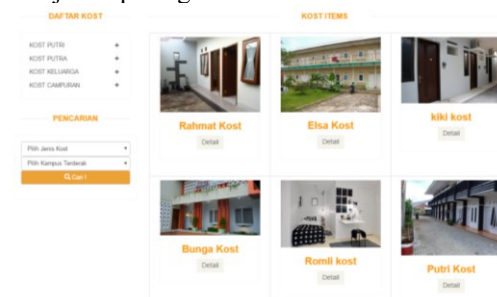 DAFTAR KOST
KOST PUTRI +
KOST PUTRA +
KOST KELUARGA +
KOST CAMPURAN +
PENCARIAN
Pilih Jenis Kost
Pilih Kampus Terdekat
Cari !
KOST ITEMS
Rahmat Kost
Detail
Elsa Kost
Detail
kiki kost
Detail
Bunga Kost
Detail
Romli kost
Detail
Putri Kost
Detail